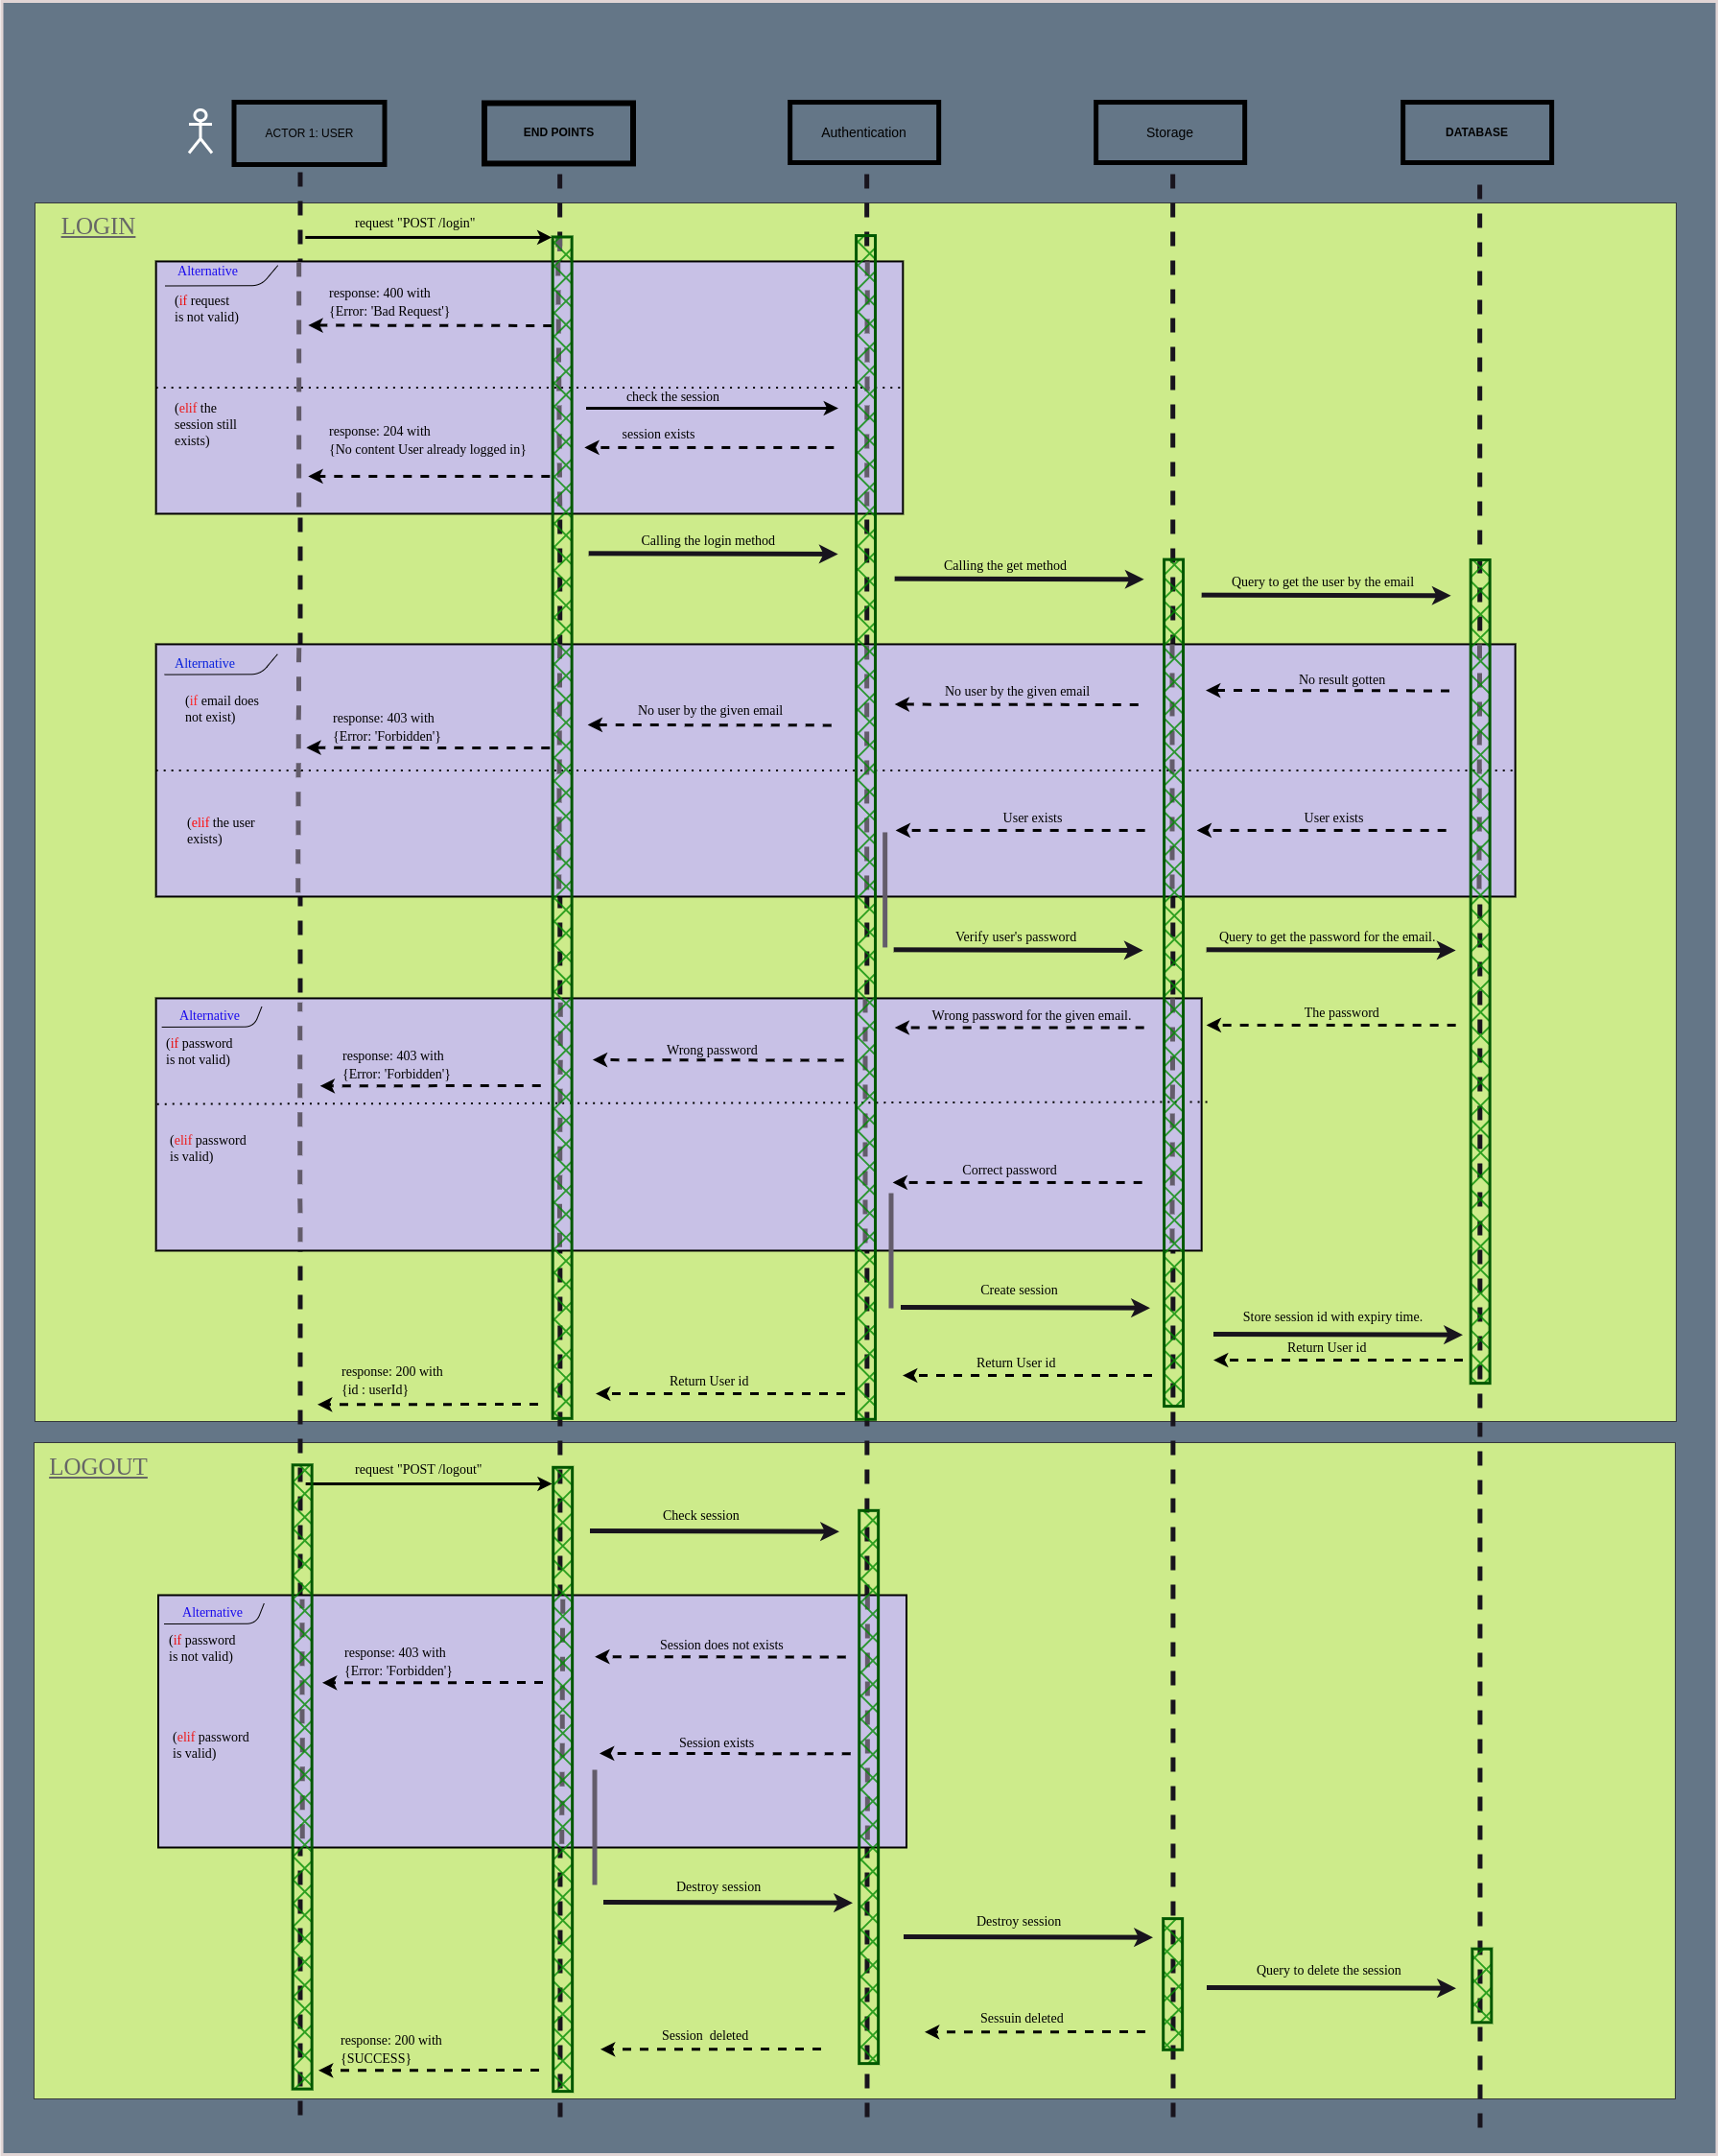 ACTOR 1: USER
END POINTS
Authentication
Storage
DATABASE
LOGIN
request "POST /login"
Alternative
(if request
is not valid)
response: 400 with
{Error: 'Bad Request'}
(elif the
session still
exists)
check the session
session exists
response: 204 with
{No content User already logged in}
Calling the login method
Calling the get method
Query to get the user by the email
Alternative
(if email does
not exist)
No result gotten
No user by the given email
No user by the given email
response: 403 with
{Error: 'Forbidden'}
(elif the user
exists)
User exists
User exists
Verify user's password
Query to get the password for the email.
Alternative
(if password
is not valid)
The password
Wrong password for the given email.
Wrong password
response: 403 with
{Error: 'Forbidden'}
(elif password
is valid)
Correct password
Create session
Store session id with expiry time.
Return User id
Return User id
Return User id
response: 200 with
{id : userId}
LOGOUT
request "POST /logout"
Check session
Alternative
(if password
is not valid)
Session does not exists
response: 403 with
{Error: 'Forbidden'}
(elif password
is valid)
Session exists
Destroy session
Destroy session
Query to delete the session
Sessuin deleted
Session  deleted
response: 200 with
{SUCCESS}